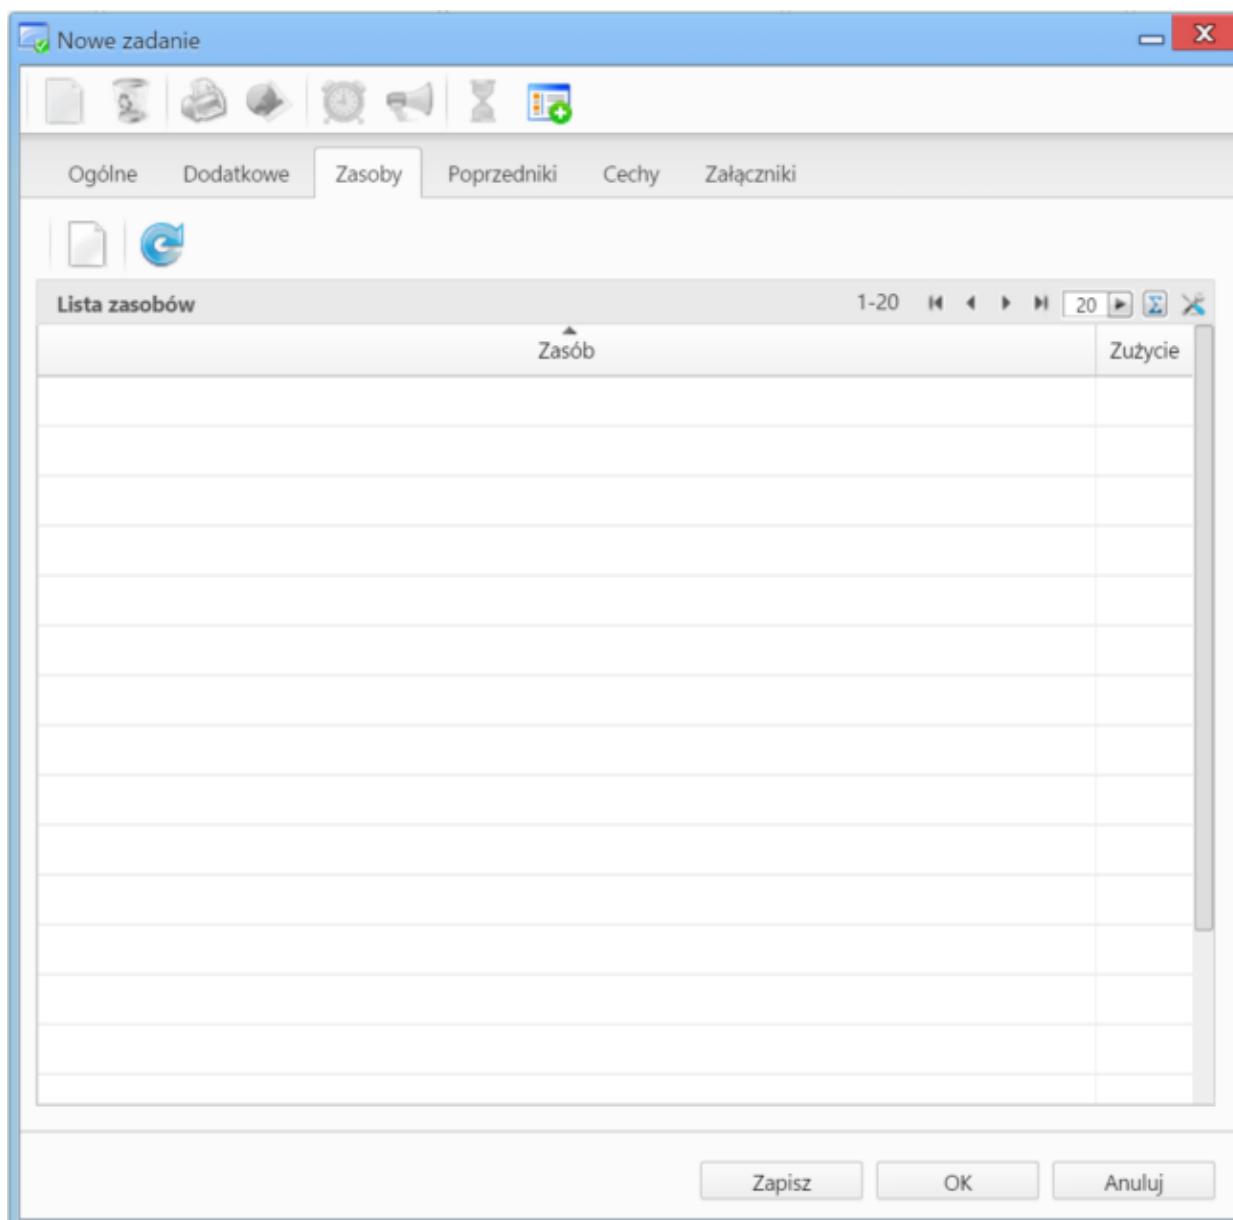 Nowe zadanie
Ogólne Dodatkowe Zasoby Poprzedniki Cechy Załączniki
Lista zasobów 1-20 20 Σ
Zasób Zużycie
Zapisz OK Anuluj